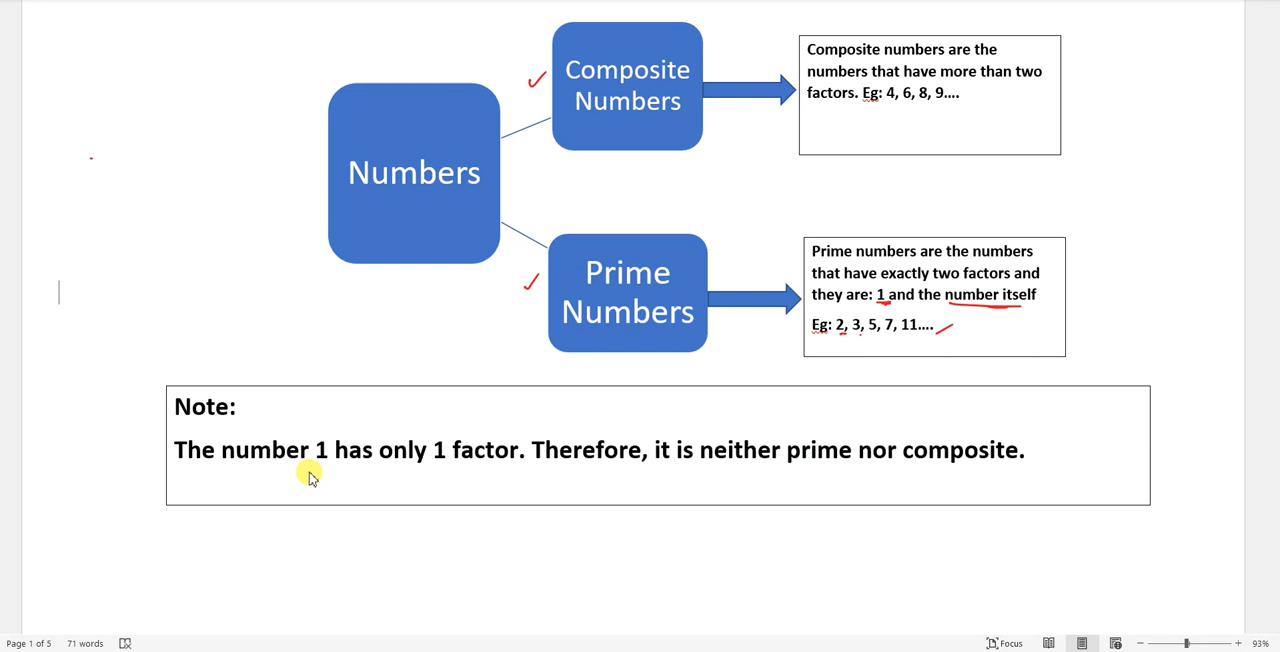 Composite
Numbers
Composite numbers are the
numbers that have more than two
factors. Eg: 4, 6, 8, 9....
Numbers
Prime
Numbers
Prime numbers are the numbers
that have exactly two factors and
they are: 1 and the number itself
Eg: 2, 3, 5, 7, 11....
Note:
The number 1 has only 1 factor. Therefore, it is neither prime nor composite.
Page 1 of 5 71 words Focus 93%